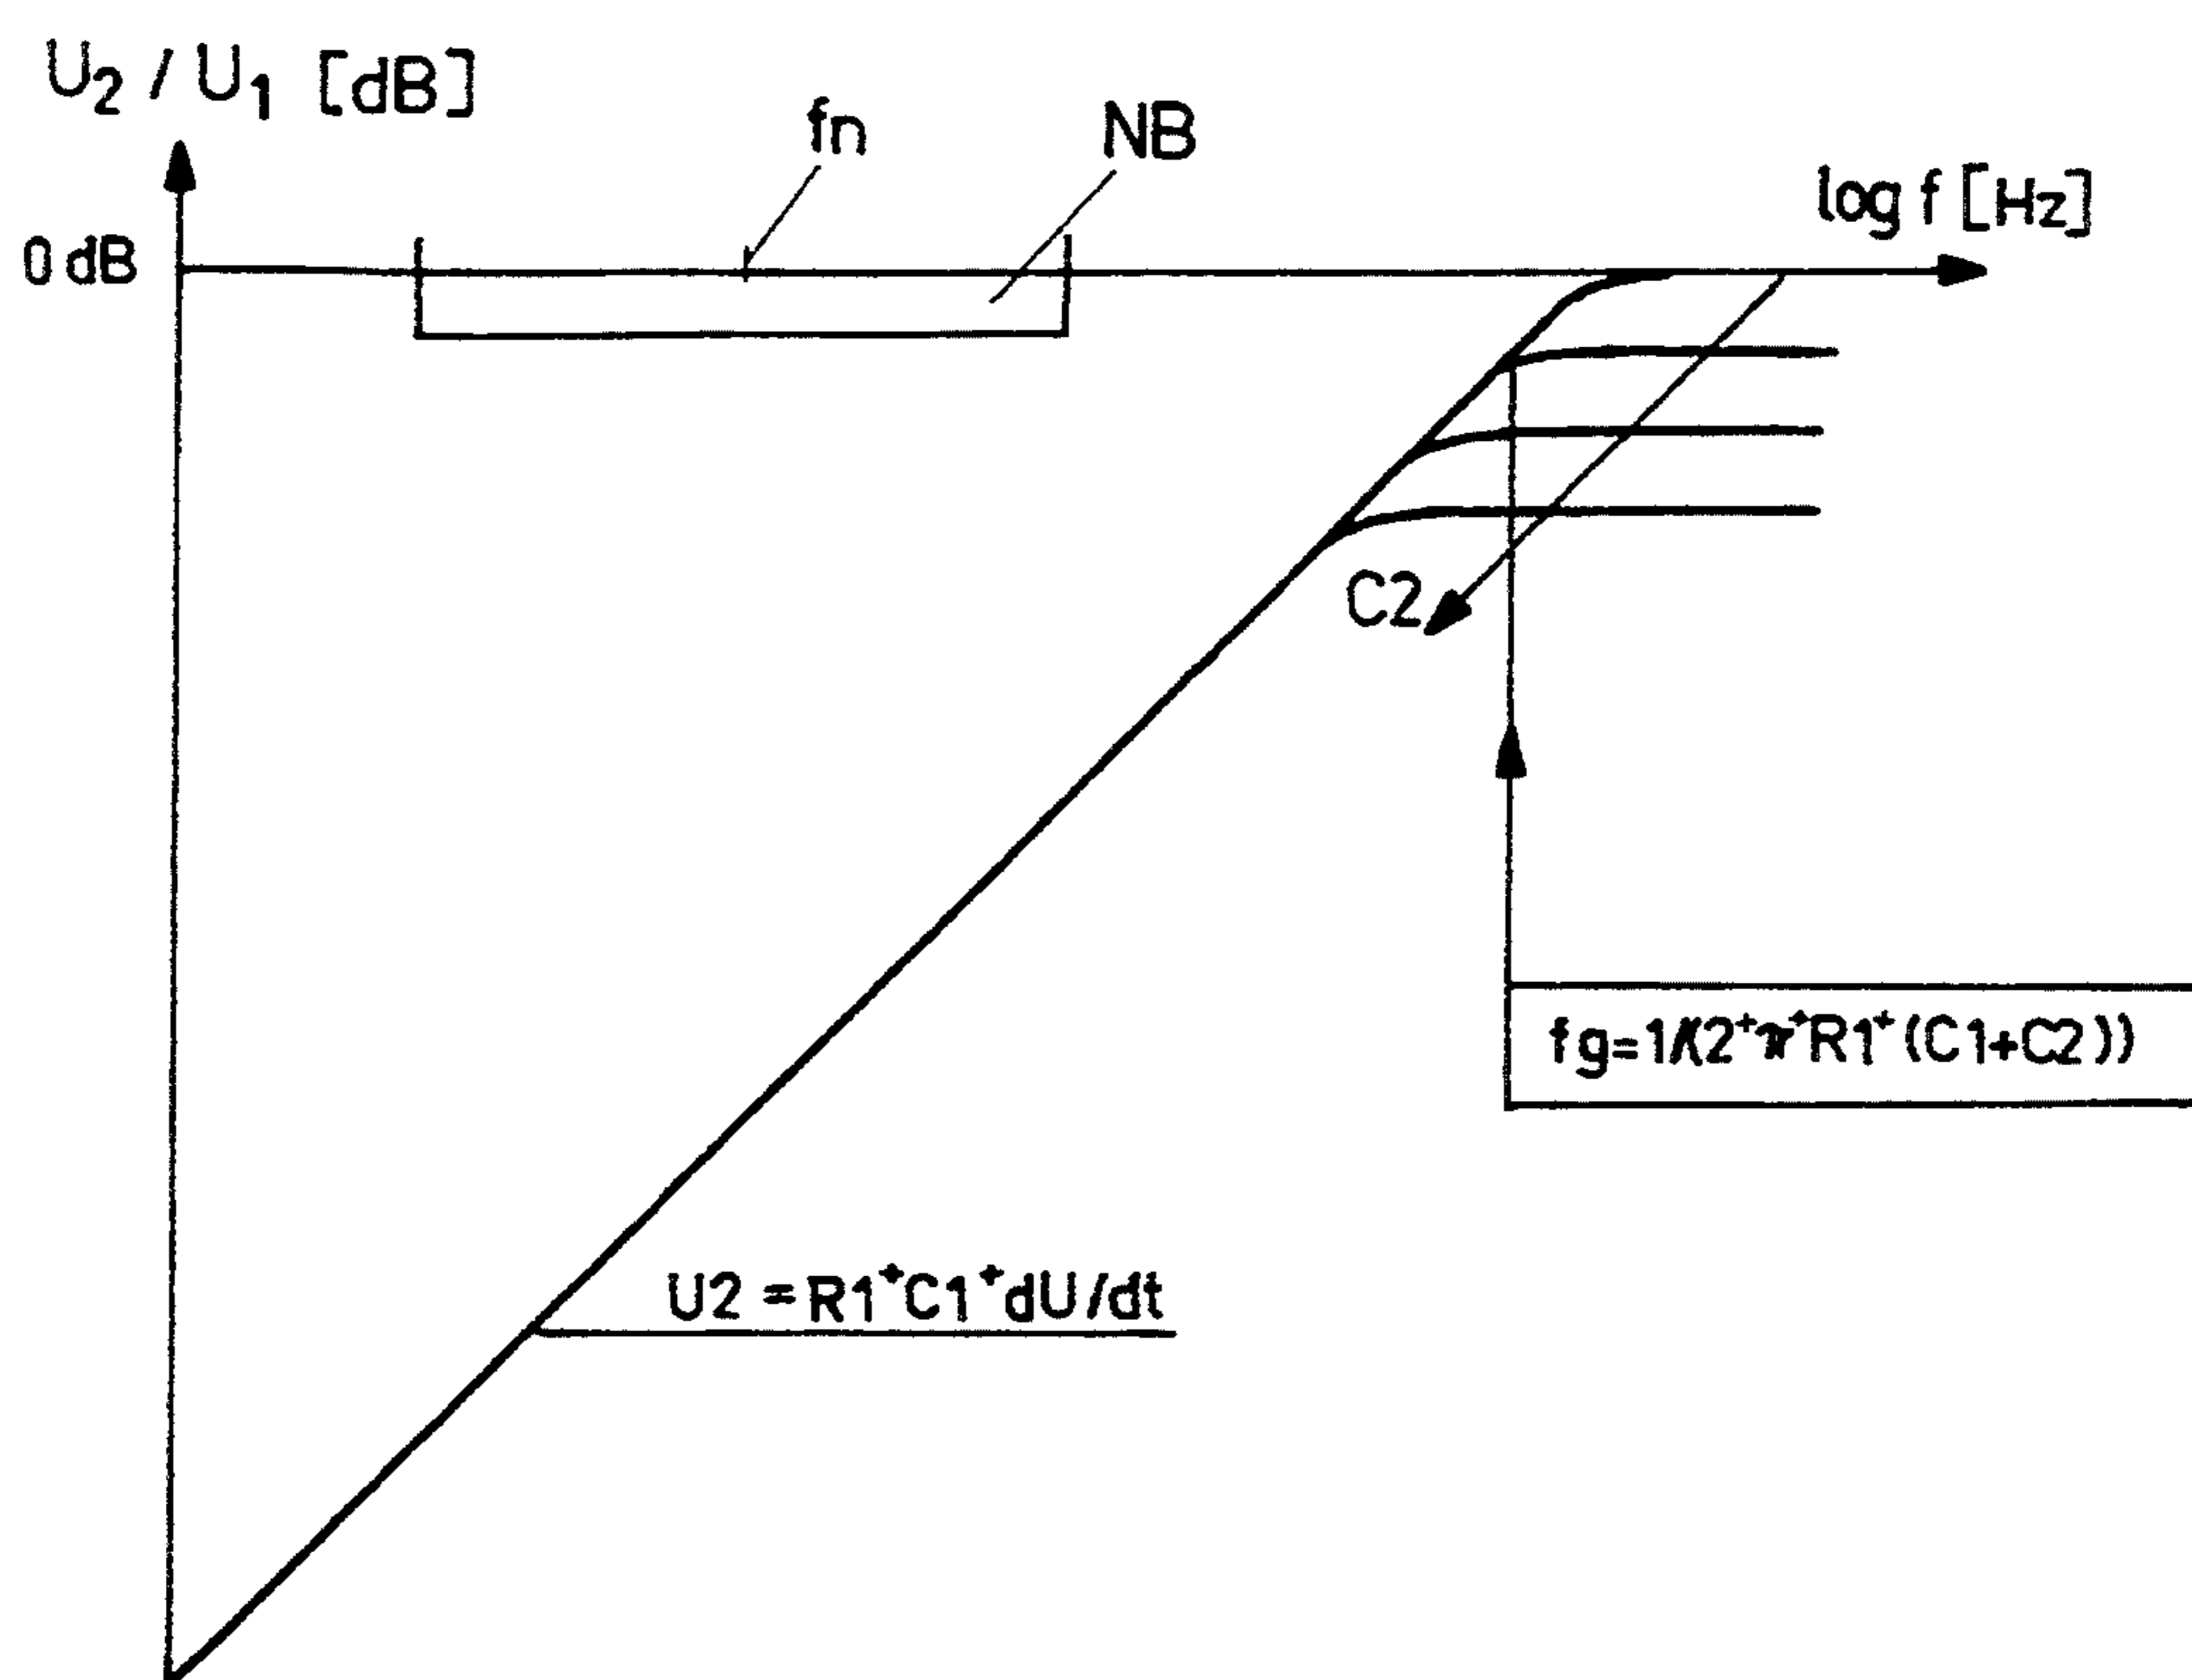 U₂ / U₁ [dB]
fn
NB
log f [Hz]
0 dB
C2
fg=1/(2⁺π⁺R1⁺(C1+C2))
U2 = R1⁺C1⁺dU/dt